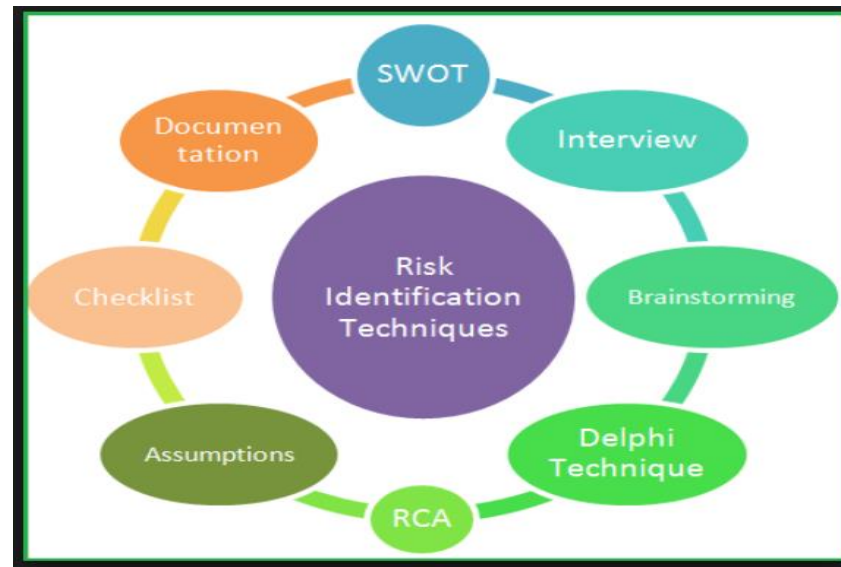 SWOT
Interview
Brainstorming
Delphi
Technique
RCA
Assumptions
Checklist
Documen
tation
Risk
Identification
Techniques